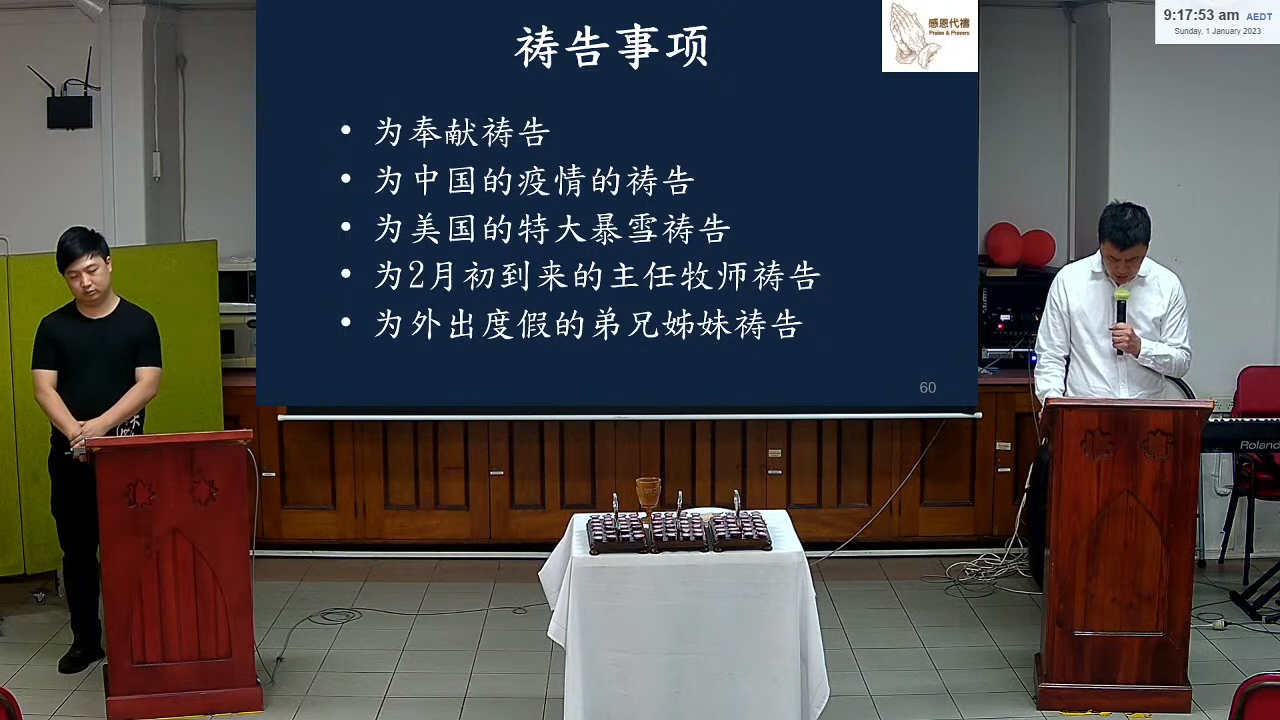 祷告事项
感恩代禱
Praise & Prayers
9:17:53 am AEDT
Sunday, 1 January 2023
• 为奉献祷告
• 为中国的疫情的祷告
• 为美国的特大暴雪祷告
• 为2月初到来的主任牧师祷告
• 为外出度假的弟兄姊妹祷告
60
Roland